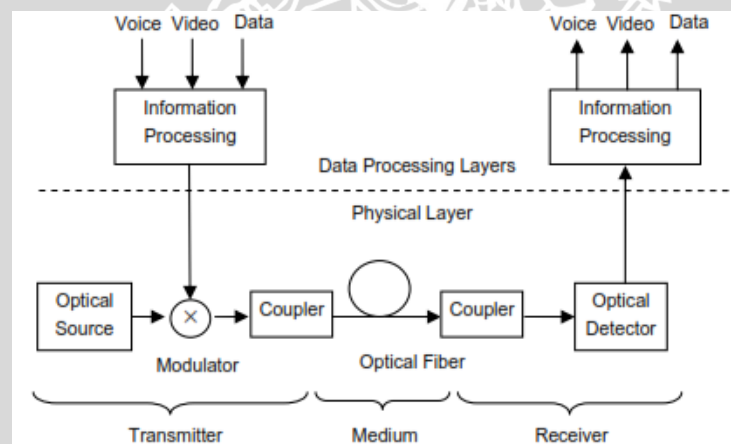 Voice Video Data
Voice Video Data
Information
Processing
Information
Processing
Data Processing Layers
Physical Layer
Optical
Source
×
Coupler
Coupler
Optical
Detector
Modulator
Optical Fiber
Transmitter
Medium
Receiver